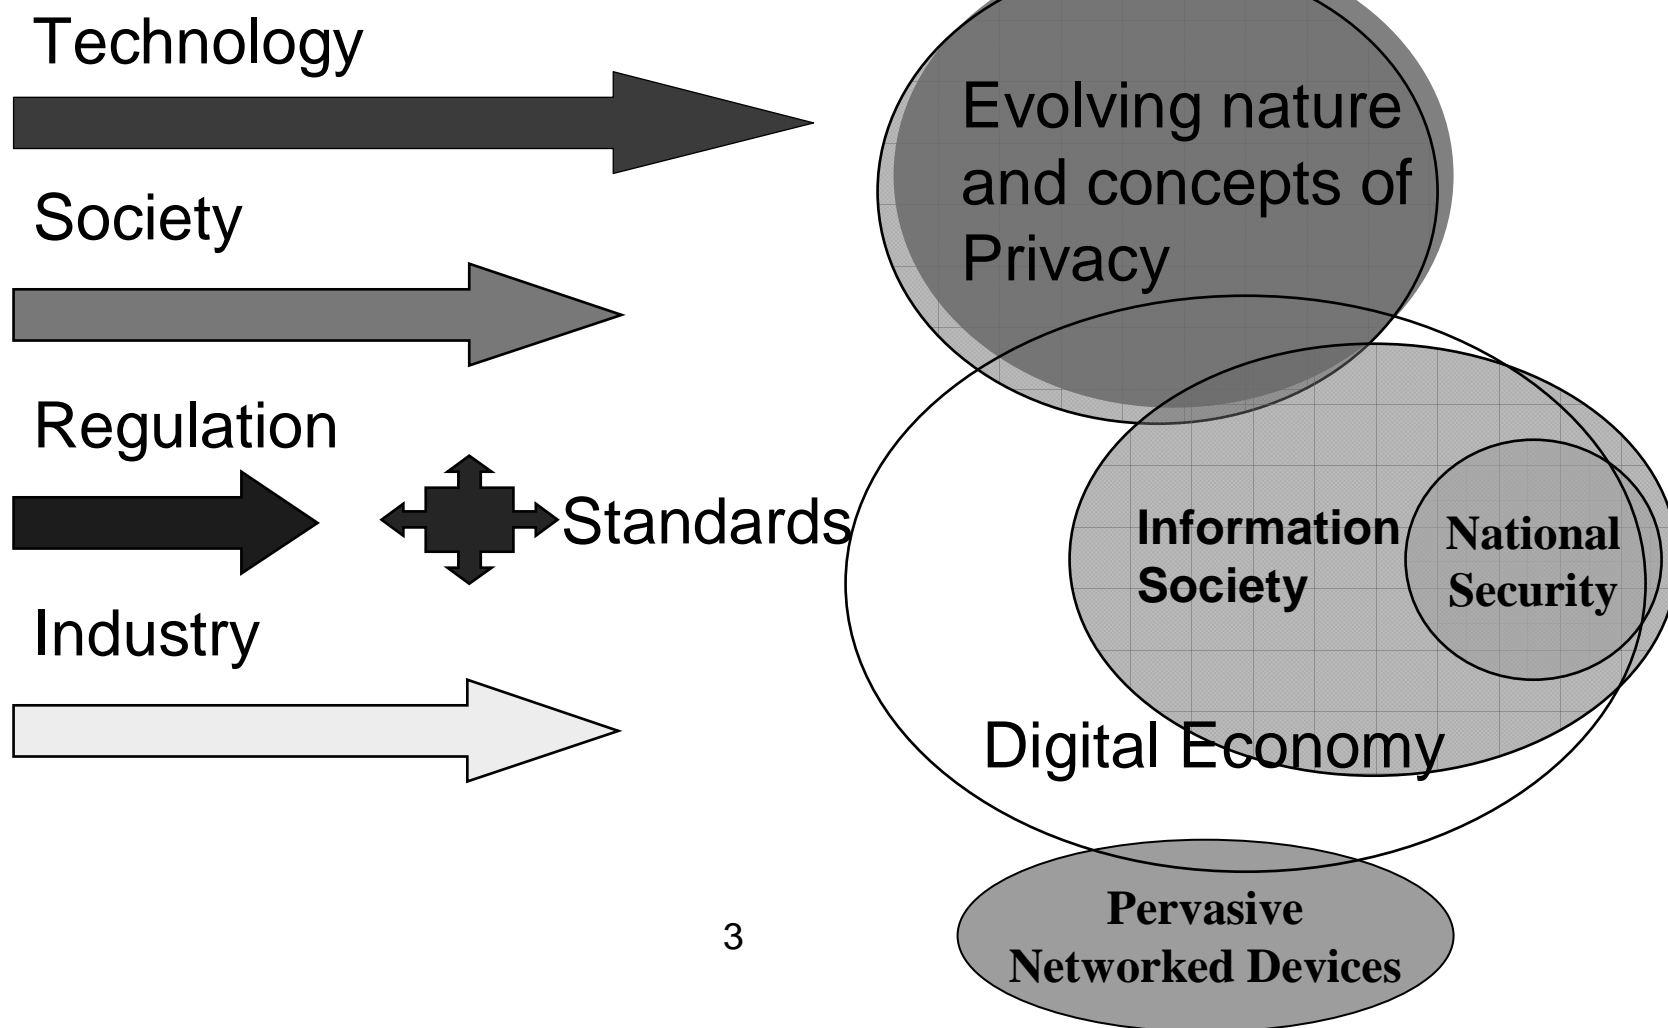 Technology
Society
Regulation
Standards
Industry
Evolving nature
and concepts of
Privacy
Information
Society
National
Security
Digital Economy
Pervasive
Networked Devices
3